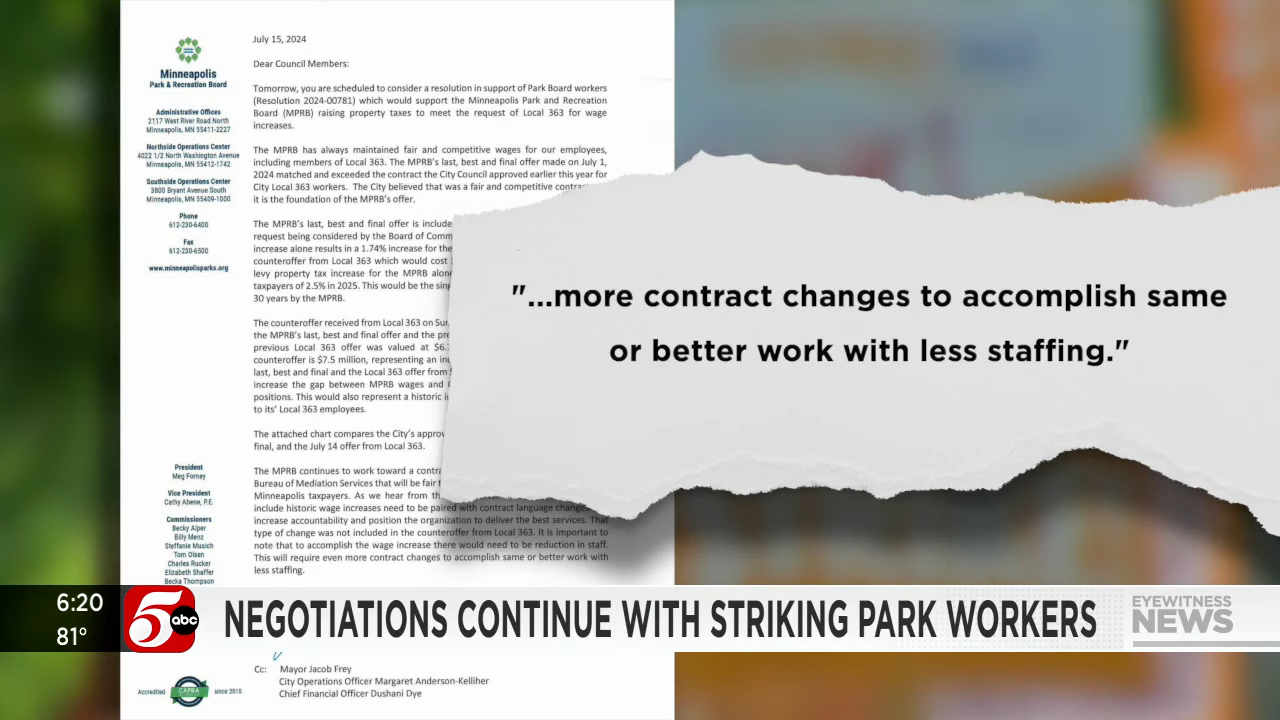 July 15, 2024
Minneapolis
Park & Recreation Board
Administrative Offices
2117 West River Road North
Minneapolis, MN 55411-2227
Northside Operations Center
4022 1/2 North Washington Avenue
Minneapolis, MN 55412-1742
Southside Operations Center
3800 Bryant Avenue South
Minneapolis, MN 55409-1000
Phone
612-230-6400
Fax
612-230-6500
www.minneapolisparks.org
President
Meg Forney
Vice President
Cathy Abene, P.E.
Commissioners
Becky Alper
Billy Menz
Steffanie Musich
Tom Olsen
Charles Rucker
Elizabeth Shaffer
Becka Thompson
Dear Council Members:
Tomorrow, you are scheduled to consider a resolution in support of Park Board workers
(Resolution 2024-00781) which would support the Minneapolis Park and Recreation
Board (MPRB) raising property taxes to meet the request of Local 363 for wage
increases.
The MPRB has always maintained fair and competitive wages for our employees,
including members of Local 363. The MPRB's last, best and final offer made on July 1,
2024 matched and exceeded the contract the City Council approved earlier this year for
City Local 363 workers. The City believed that was a fair and competitive
it is the foundation of the MPRB's offer.
The MPRB's last, best and final offer is
request being considered by the Board of
increase alone results in a 1.74% increase for the
counteroffer from Local 363 which would cost
levy property tax increase for the MPRB
taxpayers of 2.5% in 2025. This would be the
30 years by the MPRB.
The counteroffer received from Local 363 on
the MPRB's last, best and final offer and the
previous Local 363 offer was valued at
counteroffer is $7.5 million, representing an
last, best and final and the Local 363 offer from
increase the gap between MPRB wages and
positions. This would also represent a historic
to its' Local 363 employees.
The attached chart compares the City's
final, and the July 14 offer from Local 363.
The MPRB continues to work toward a
Bureau of Mediation Services that will be fair
Minneapolis taxpayers. As we hear from
include historic wage increases need to be paired with contract language
increase accountability and position the organization to deliver the best services. That
type of change was not included in the counteroffer from Local 363. It is important to
note that to accomplish the wage increase there would need to be reduction in staff.
This will require even more contract changes to accomplish same or better work with
less staffing.
"...more contract changes to accomplish same
or better work with less staffing."
6:20
81°
5 abc
NEGOTIATIONS CONTINUE WITH STRIKING PARK WORKERS
EYEWITNESS
NEWS
Cc: Mayor Jacob Frey
City Operations Officer Margaret Anderson-Kelliher
Chief Financial Officer Dushani Dye
Accredited CAPRA since 2010